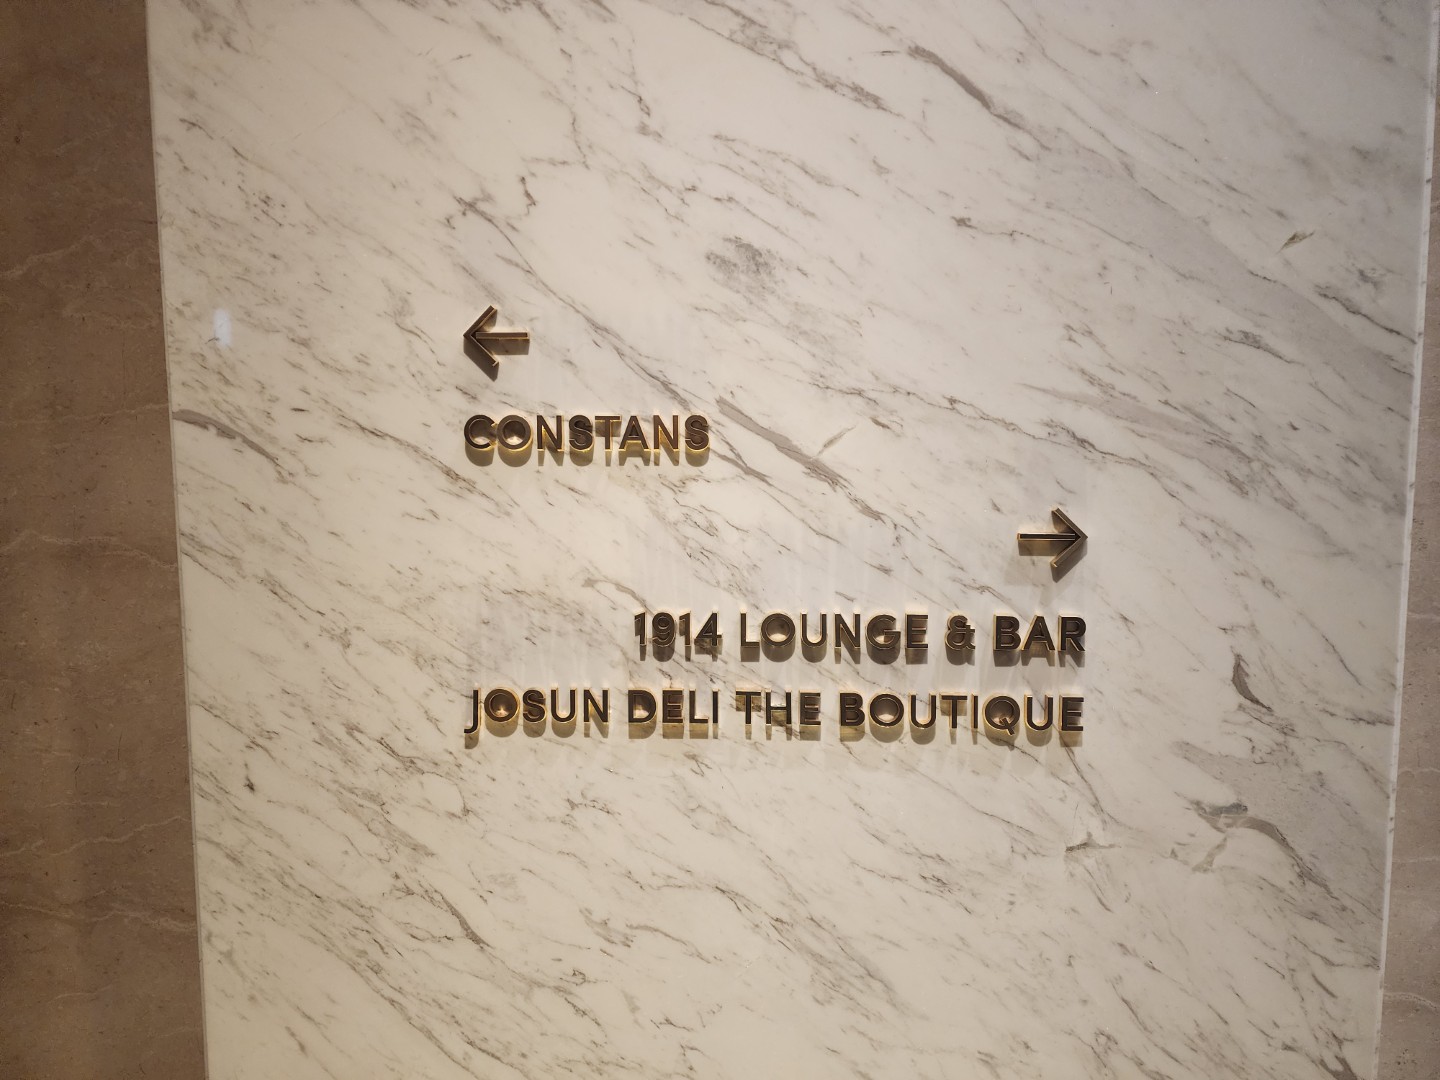 ←
CONSTANS
→
1914 LOUNGE & BAR
JOSUN DELI THE BOUTIQUE